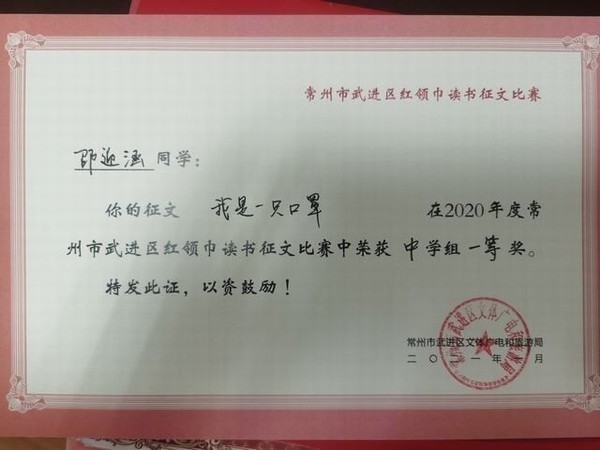 常州市武进区红领巾读书征文比赛
邵迎涵 同学：
你的征文 我是一只口罩 在2020年度常
州市武进区红领巾读书征文比赛中荣获 中学组 一等 奖。
特发此证，以资鼓励！
常州市武进区文体广电和旅游局
二〇二一年 月